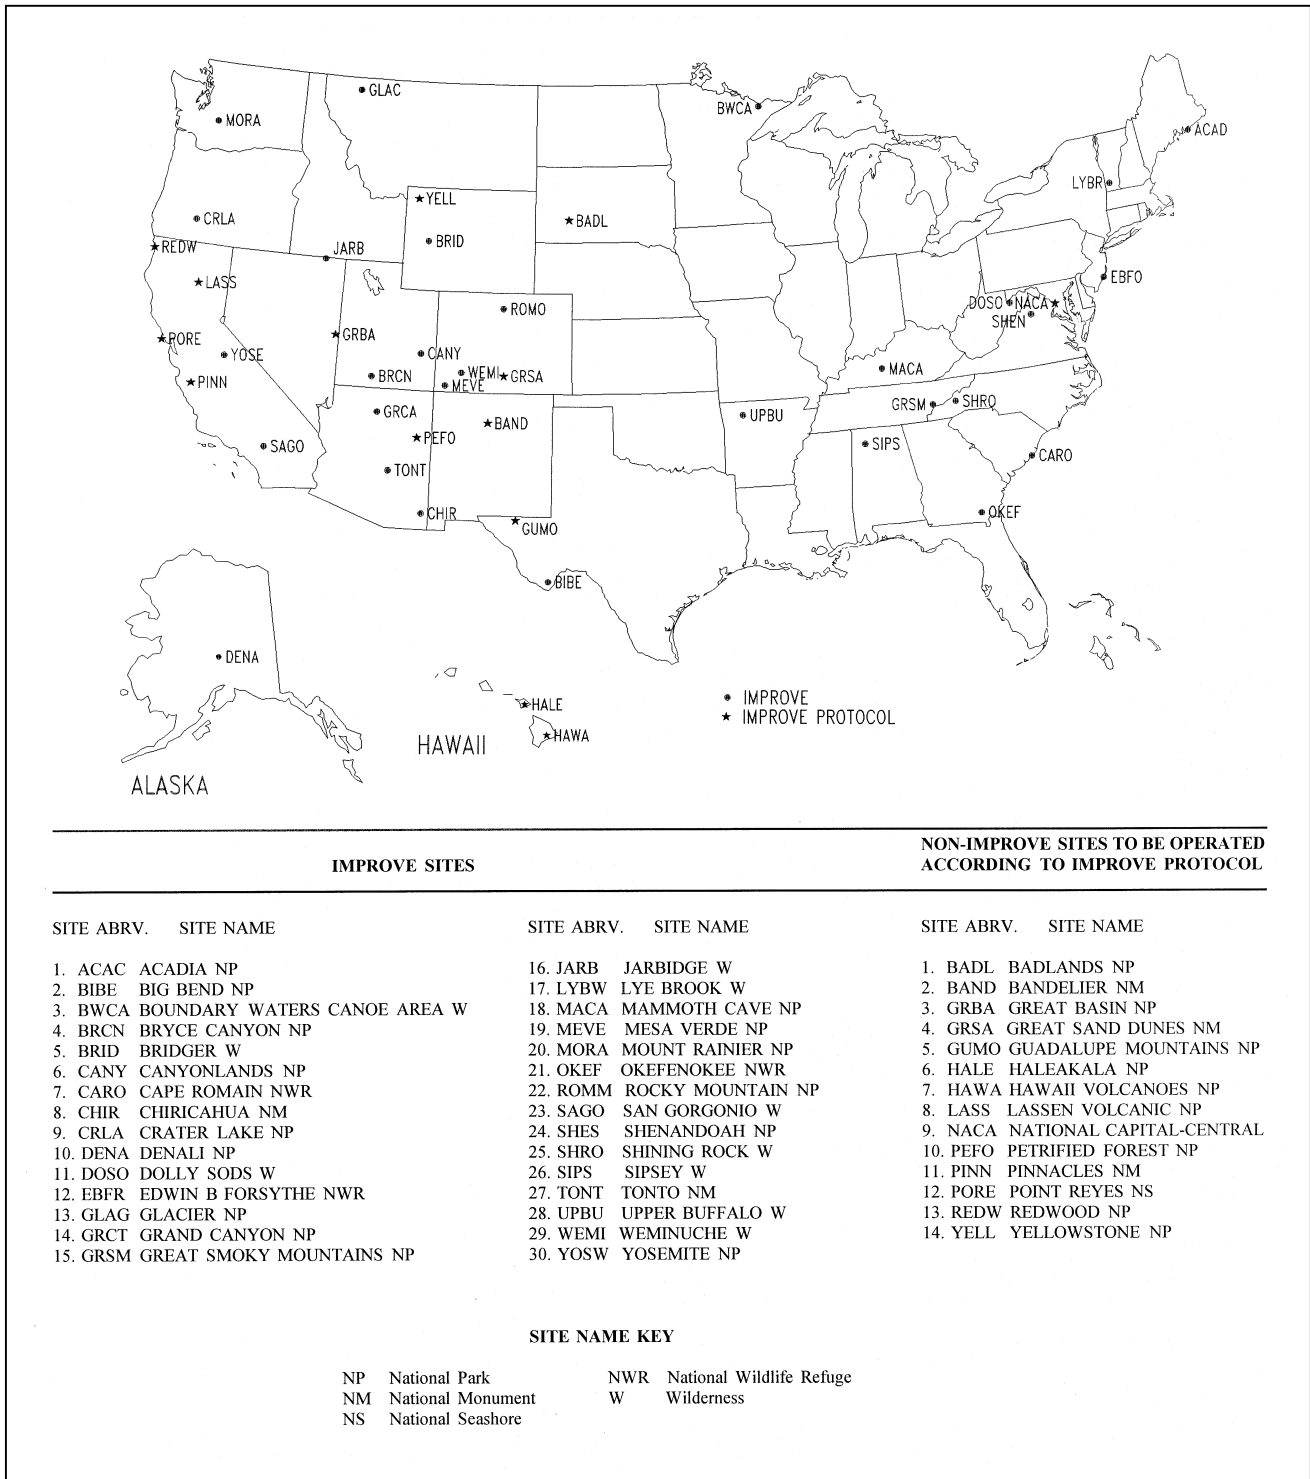 GLAC
BWCA
MORA
ACAD
LYBR
YELL
CRLA
BADL
REDW
JARB
BRID
LASS
EBFO
DOSO NACA
ROMO
SHEN
PORE
GRBA
YOSE
CANY
MACA
WEMI
PINN
BRCN
GRSA
MEVE
GRCA
UPBU
GRSM
SHRO
BAND
PEFO
SAGO
SIPS
CARO
TONT
CHIR
OKEF
GUMO
BIBE
DENA
HALE
HAWA
IMPROVE
IMPROVE PROTOCOL
HAWAII
ALASKA
IMPROVE SITES
NON-IMPROVE SITES TO BE OPERATED
ACCORDING TO IMPROVE PROTOCOL
SITE ABRV. SITE NAME
1. ACAC ACADIA NP
2. BIBE BIG BEND NP
3. BWCA BOUNDARY WATERS CANOE AREA W
4. BRCN BRYCE CANYON NP
5. BRID BRIDGER W
6. CANY CANYONLANDS NP
7. CARO CAPE ROMAIN NWR
8. CHIR CHIRICAHUA NM
9. CRLA CRATER LAKE NP
10. DENA DENALI NP
11. DOSO DOLLY SODS W
12. EBFR EDWIN B FORSYTHE NWR
13. GLAG GLACIER NP
14. GRCT GRAND CANYON NP
15. GRSM GREAT SMOKY MOUNTAINS NP
SITE ABRV. SITE NAME
16. JARB JARBIDGE W
17. LYBW LYE BROOK W
18. MACA MAMMOTH CAVE NP
19. MEVE MESA VERDE NP
20. MORA MOUNT RAINIER NP
21. OKEF OKEFENOKEE NWR
22. ROMM ROCKY MOUNTAIN NP
23. SAGO SAN GORGONIO W
24. SHES SHENANDOAH NP
25. SHRO SHINING ROCK W
26. SIPS SIPSEY W
27. TONT TONTO NM
28. UPBU UPPER BUFFALO W
29. WEMI WEMINUCHE W
30. YOSW YOSEMITE NP
SITE ABRV. SITE NAME
1. BADL BADLANDS NP
2. BAND BANDELIER NM
3. GRBA GREAT BASIN NP
4. GRSA GREAT SAND DUNES NM
5. GUMO GUADALUPE MOUNTAINS NP
6. HALE HALEAKALA NP
7. HAWA HAWAII VOLCANOES NP
8. LASS LASSEN VOLCANIC NP
9. NACA NATIONAL CAPITAL-CENTRAL
10. PEFO PETRIFIED FOREST NP
11. PINN PINNACLES NM
12. PORE POINT REYES NS
13. REDW REDWOOD NP
14. YELL YELLOWSTONE NP
SITE NAME KEY
NP National Park
NM National Monument
NS National Seashore
NWR National Wildlife Refuge
W Wilderness